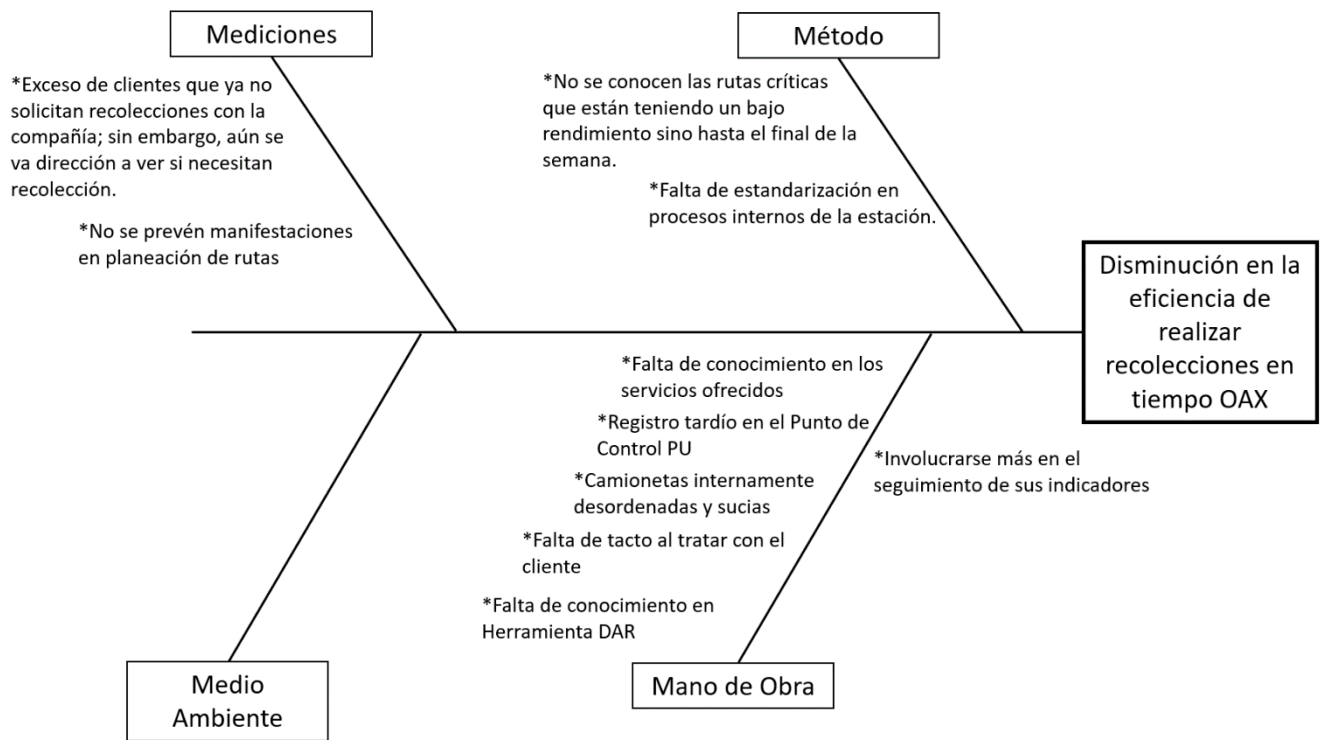 Mediciones
*Exceso de clientes que ya no
solicitan recolecciones con la
compañía; sin embargo, aún se
va dirección a ver si necesitan
recolección.
*No se prevén manifestaciones
en planeación de rutas
Método
*No se conocen las rutas críticas
que están teniendo un bajo
rendimiento sino hasta el final de la
semana.
*Falta de estandarización en
procesos internos de la estación.
Disminución en la
eficiencia de
realizar
recolecciones en
tiempo OAX
*Falta de conocimiento en los
servicios ofrecidos
*Registro tardío en el Punto de
Control PU
*Camionetas internamente
desordenadas y sucias
*Falta de tacto al tratar con el
cliente
*Falta de conocimiento en
Herramienta DAR
*Involucrarse más en el
seguimiento de sus indicadores
Medio
Ambiente
Mano de Obra